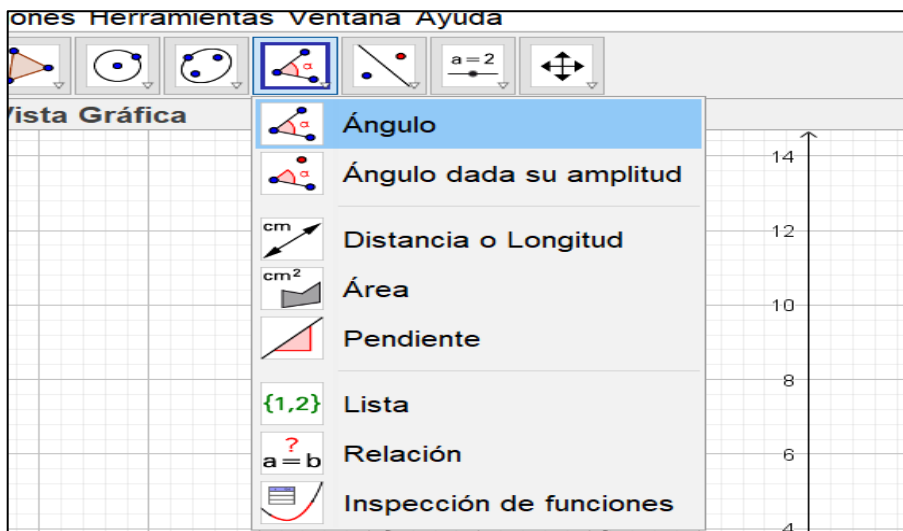 ones Herramientas Ventana Ayuda
a=2
Vista Gráfica
α Ángulo
α Ángulo dada su amplitud
cm Distancia o Longitud
cm² Área
Pendiente
{1,2} Lista
? a=b Relación
Inspección de funciones
14
12
10
8
6
4